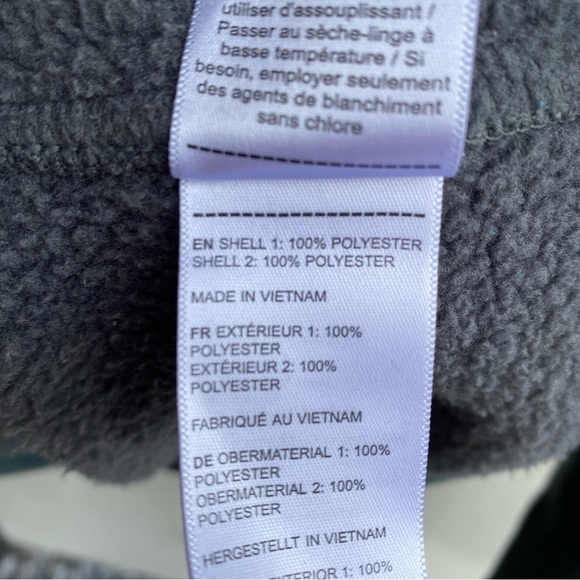 utiliser d'assouplissant /
Passer au sèche-linge à
basse température / Si
besoin, employer seulement
des agents de blanchiment
sans chlore
EN SHELL 1: 100% POLYESTER
SHELL 2: 100% POLYESTER
MADE IN VIETNAM
FR EXTÉRIEUR 1: 100%
POLYESTER
EXTÉRIEUR 2: 100%
POLYESTER
FABRIQUÉ AU VIETNAM
DE OBERMATERIAL 1: 100%
POLYESTER
OBERMATERIAL 2: 100%
POLYESTER
HERGESTELLT IN VIETNAM
1: 100%